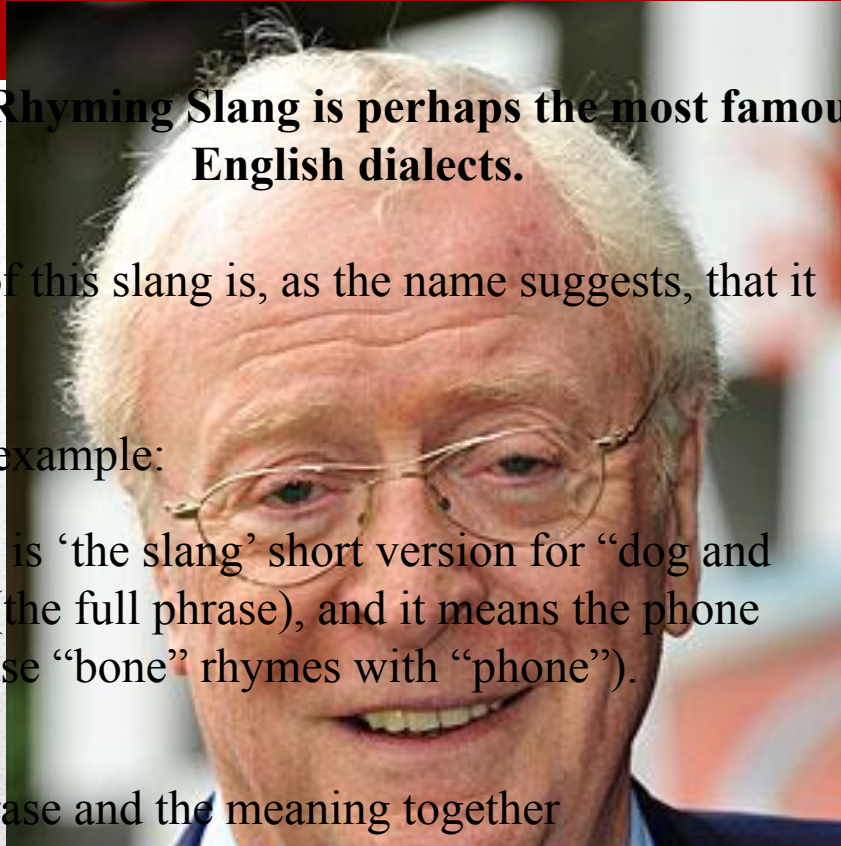 Rhyming Slang is perhaps the most famou
English dialects.
of this slang is, as the name suggests, that it
example:
is ‘the slang’ short version for “dog and
(the full phrase), and it means the phone
se “bone” rhymes with “phone”).
ase and the meaning together